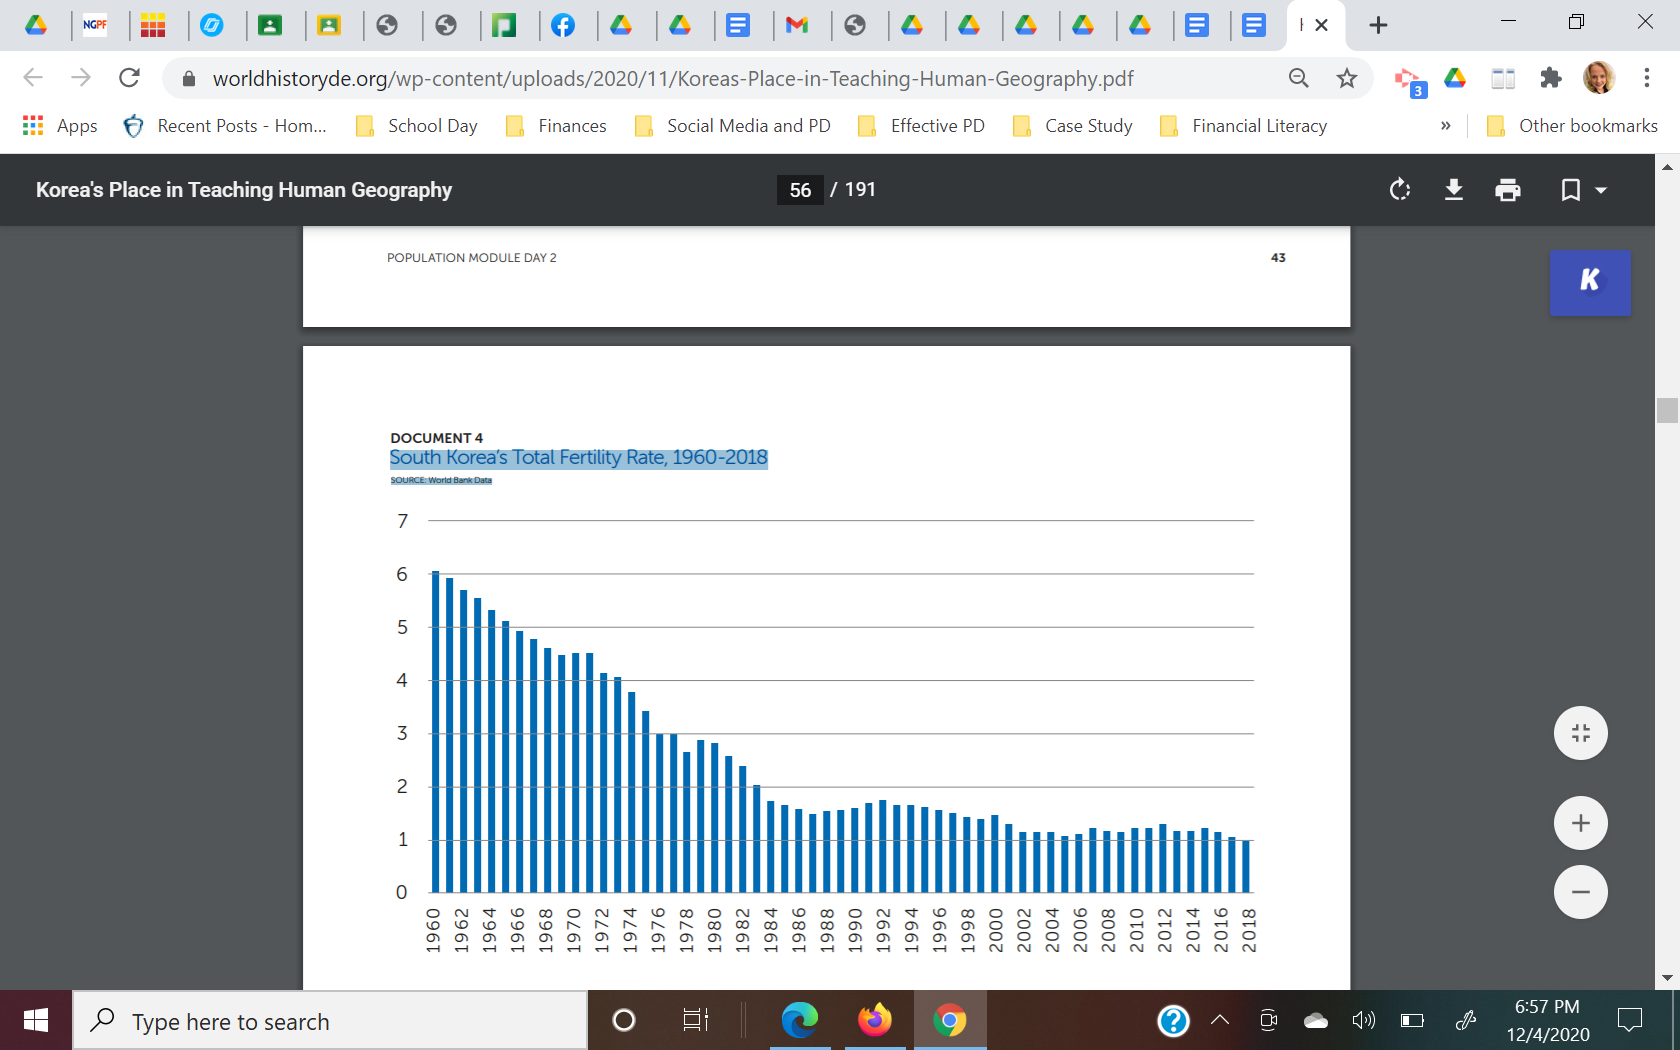 NGPF
worldhistoryde.org/wp-content/uploads/2020/11/Koreas-Place-in-Teaching-Human-Geography.pdf
3
Apps
Recent Posts - Hom...
School Day
Finances
Social Media and PD
Effective PD
Case Study
Financial Literacy
»
Other bookmarks
Korea's Place in Teaching Human Geography
56 / 191
POPULATION MODULE DAY 2
43
K
DOCUMENT 4
South Korea's Total Fertility Rate, 1960-2018
SOURCE: World Bank Data
7
6
5
4
3
2
1
0
1960
1962
1964
1966
1968
1970
1972
1974
1976
1978
1980
1982
1984
1986
1988
1990
1992
1994
1996
1998
2000
2002
2004
2006
2008
2010
2012
2014
2016
2018
Type here to search
6:57 PM
12/4/2020